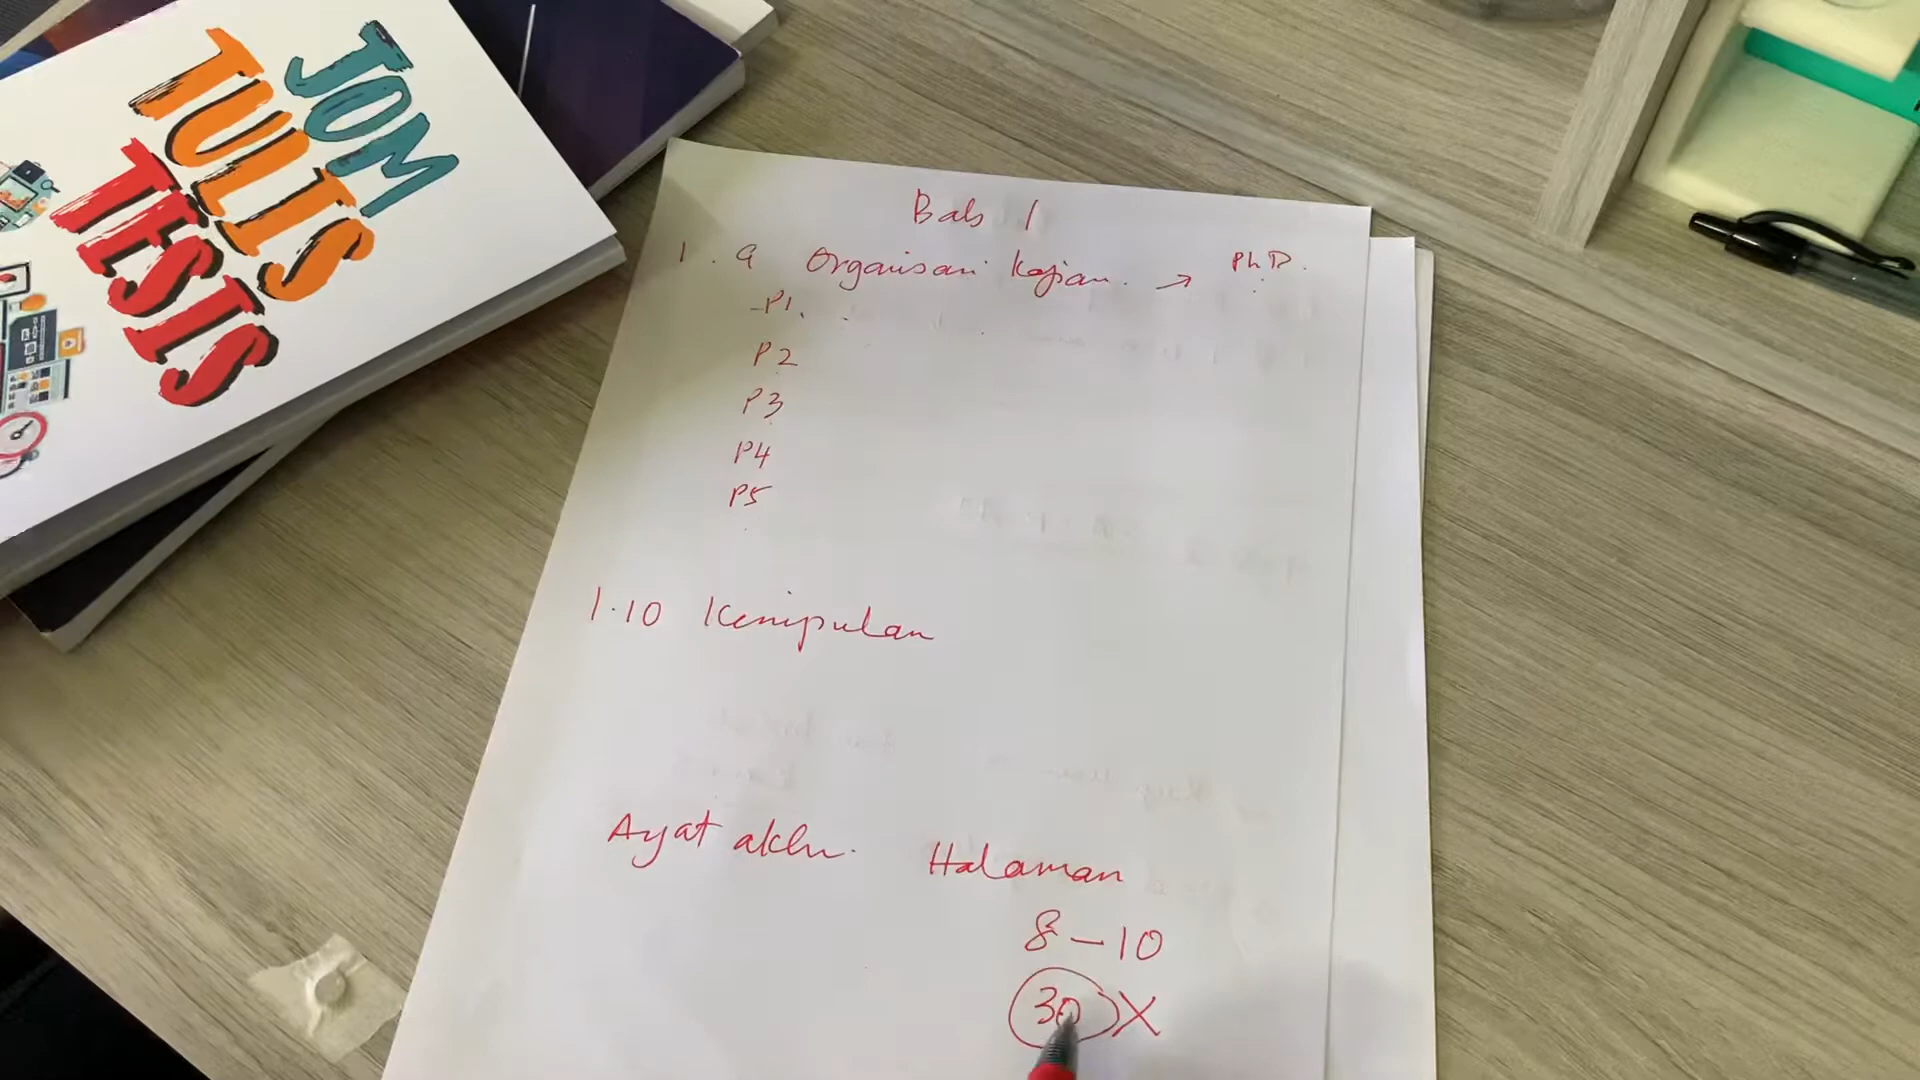 JOM
TULIS
TESIS
Bab 1
1.9 Organisasi Kajian. → PhD.
- P1.
P2
P3
P4
P5
1.10 Kesimpulan
Ayat akhir. Halaman
8 - 10
30 X